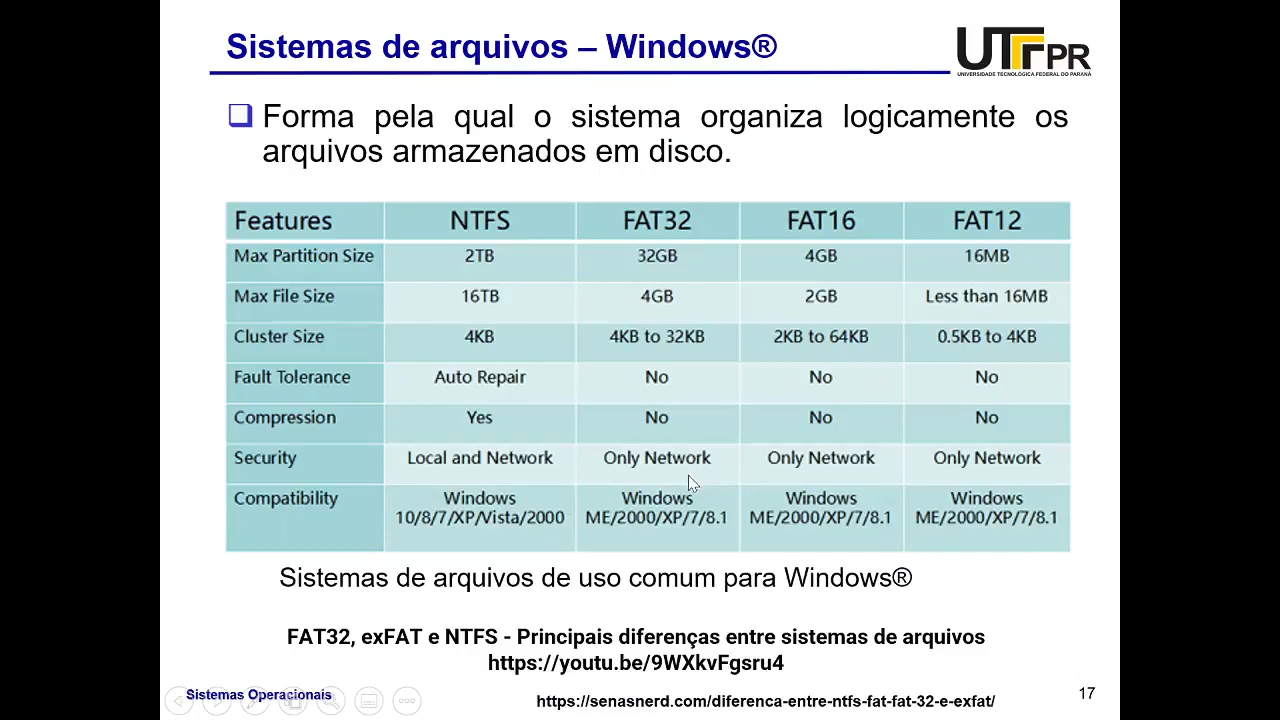 Sistemas de arquivos – Windows®
UTFPR
UNIVERSIDADE TECNOLÓGICA FEDERAL DO PARANÁ
Forma pela qual o sistema organiza logicamente os
arquivos armazenados em disco.
Features NTFS FAT32 FAT16 FAT12
Max Partition Size 2TB 32GB 4GB 16MB
Max File Size 16TB 4GB 2GB Less than 16MB
Cluster Size 4KB 4KB to 32KB 2KB to 64KB 0.5KB to 4KB
Fault Tolerance Auto Repair No No No
Compression Yes No No No
Security Local and Network Only Network Only Network Only Network
Compatibility Windows Windows Windows Windows
10/8/7/XP/Vista/2000 ME/2000/XP/7/8.1 ME/2000/XP/7/8.1 ME/2000/XP/7/8.1
Sistemas de arquivos de uso comum para Windows®
FAT32, exFAT e NTFS - Principais diferenças entre sistemas de arquivos
https://youtu.be/9WXkvFgsru4
Sistemas Operacionais
https://senasnerd.com/diferenca-entre-ntfs-fat-fat-32-e-exfat/
17